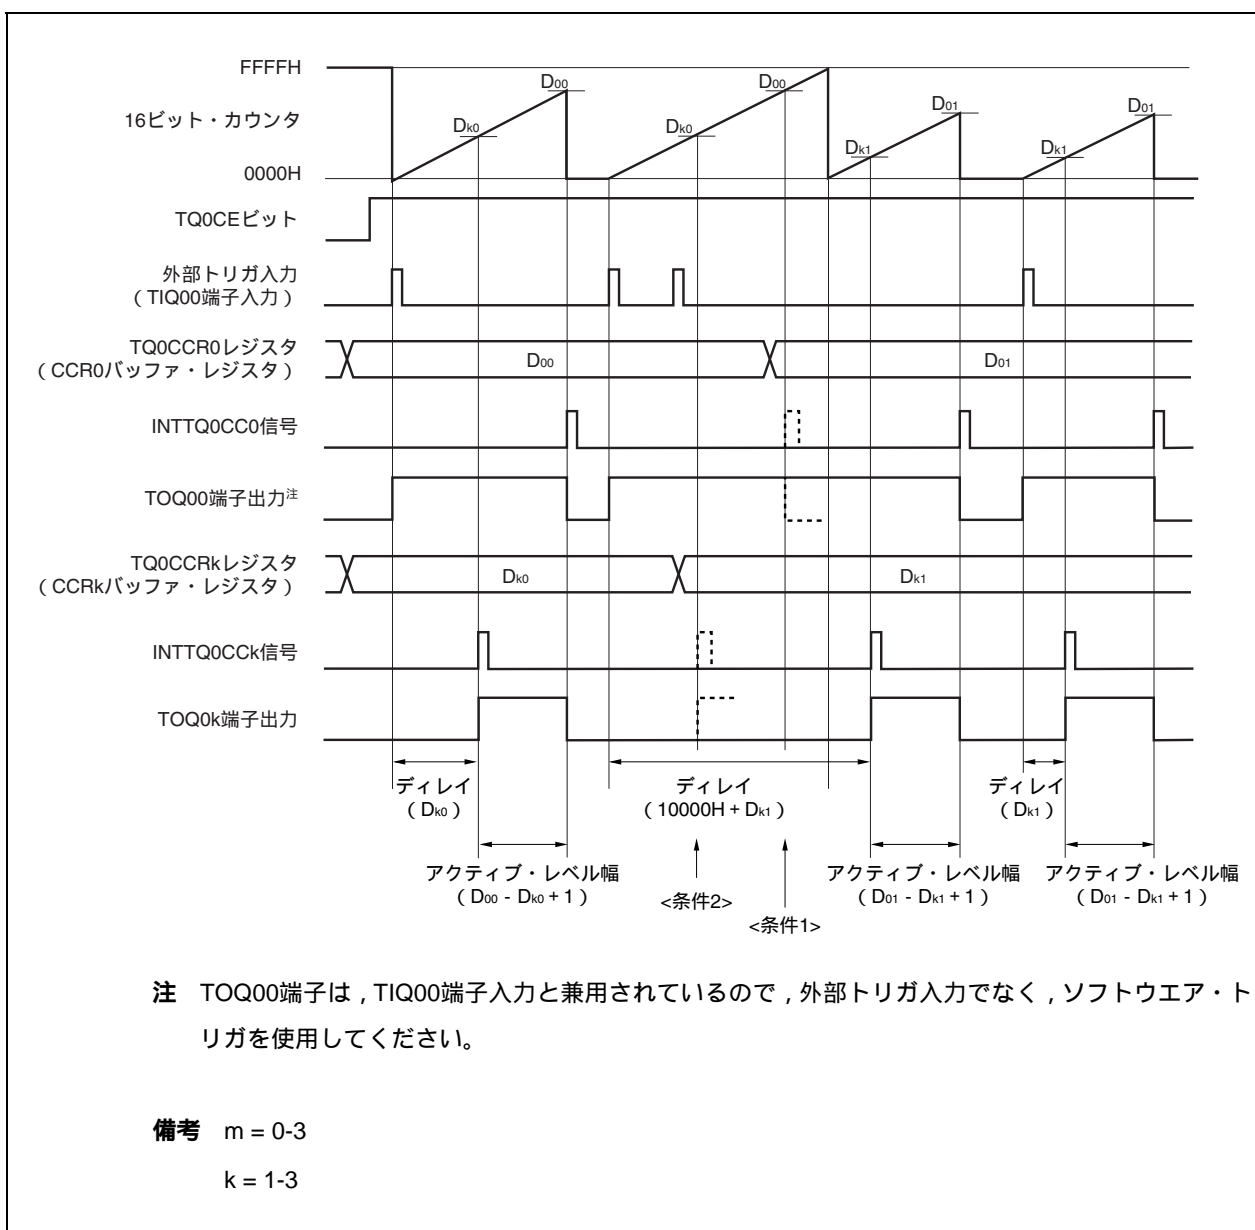 FFFFH
D00
D00
16ビット・カウンタ
Dk0
Dk0
D01
D01
Dk1
Dk1
0000H
TQ0CEビット
外部トリガ入力
（TIQ00端子入力）
TQ0CCR0レジスタ
（CCR0バッファ・レジスタ）
D00
D01
INTTQ0CC0信号
TOQ00端子出力注
TQ0CCRkレジスタ
（CCRkバッファ・レジスタ）
Dk0
Dk1
INTTQ0CCk信号
TOQ0k端子出力
ディレイ
（Dk0）
ディレイ
（10000H + Dk1）
ディレイ
（Dk1）
アクティブ・レベル幅
（D00 - Dk0 + 1）
<条件2>
<条件1>
アクティブ・レベル幅
（D01 - Dk1 + 1）
アクティブ・レベル幅
（D01 - Dk1 + 1）
注 TOQ00端子は，TIQ00端子入力と兼用されているので，外部トリガ入力でなく，ソフトウエア・ト
リガを使用してください。
備考 m = 0-3
k = 1-3